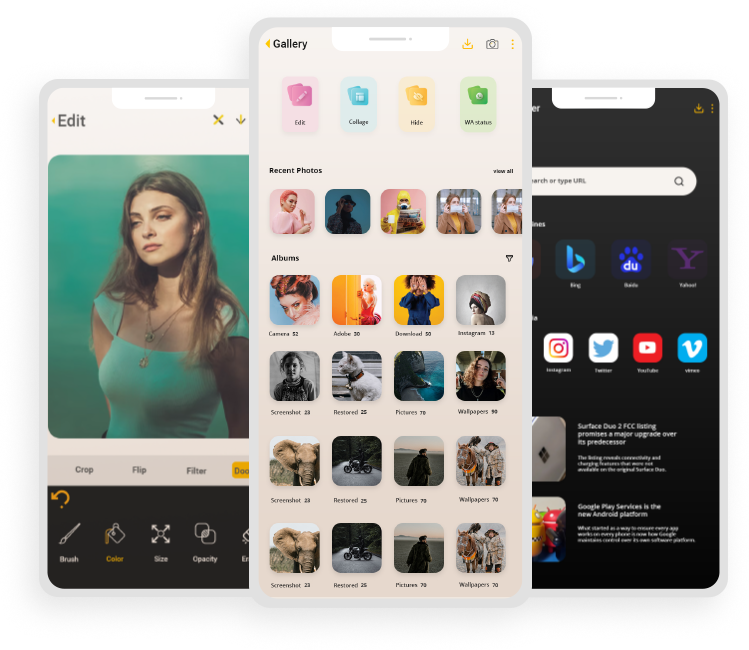 Edit
Crop Flip Filter Doo
Brush Color Size Opacity
Gallery
Edit Collage Hide WA status
Recent Photos view all
Albums
Camera 52 Adobe 30 Download 50 Instagram 13
Screenshot 23 Restored 25 Pictures 70 Wallpapers 90
Screenshot 23 Restored 25 Pictures 70 Wallpapers 70
Screenshot 23 Restored 25 Pictures 70 Wallpapers 70
er
arch or type URL
ines
du
Bing Baidu Yahoo!
Instagram Twitter YouTube vimeo
Surface Duo 2 FCC listing
promises a major upgrade over
its predecessor
The listing reveals connectivity and
charging features that were not
available on the original Surface Duo.
Google Play Services is the
new Android platform
What started as a way to ensure every app
works on every phone is now how Google
maintains control over its own software platform.